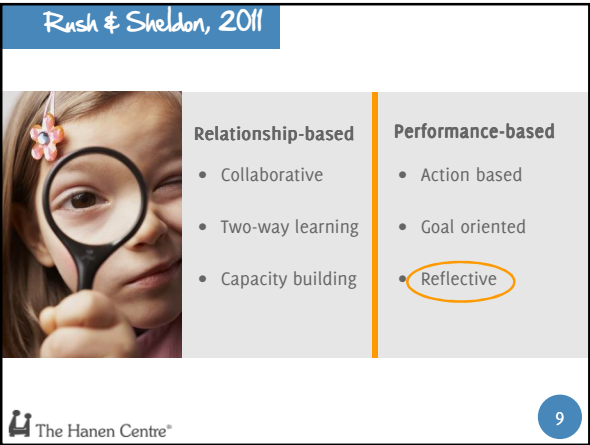 Rush & Sheldon, 2011
Relationship-based
• Collaborative
• Two-way learning
• Capacity building
Performance-based
• Action based
• Goal oriented
• Reflective
The Hanen Centre®
9